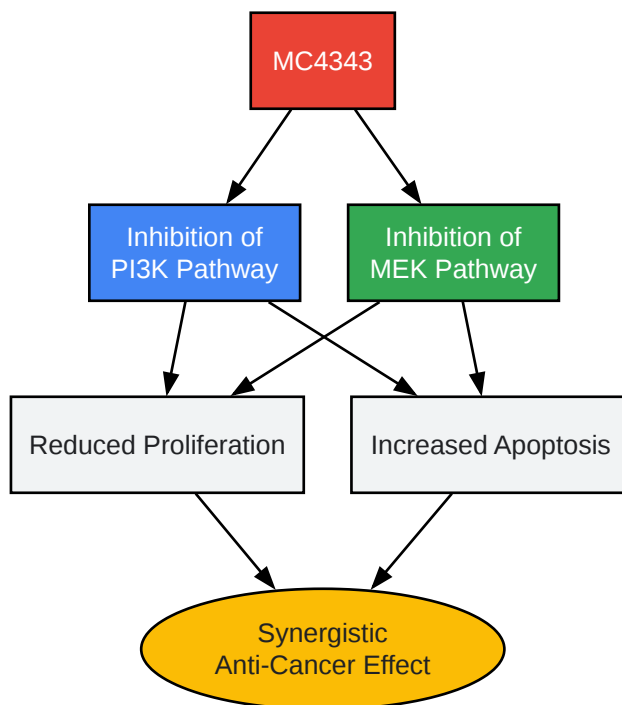 MC4343
Inhibition of
PI3K Pathway
Inhibition of
MEK Pathway
Reduced Proliferation
Increased Apoptosis
Synergistic
Anti-Cancer Effect